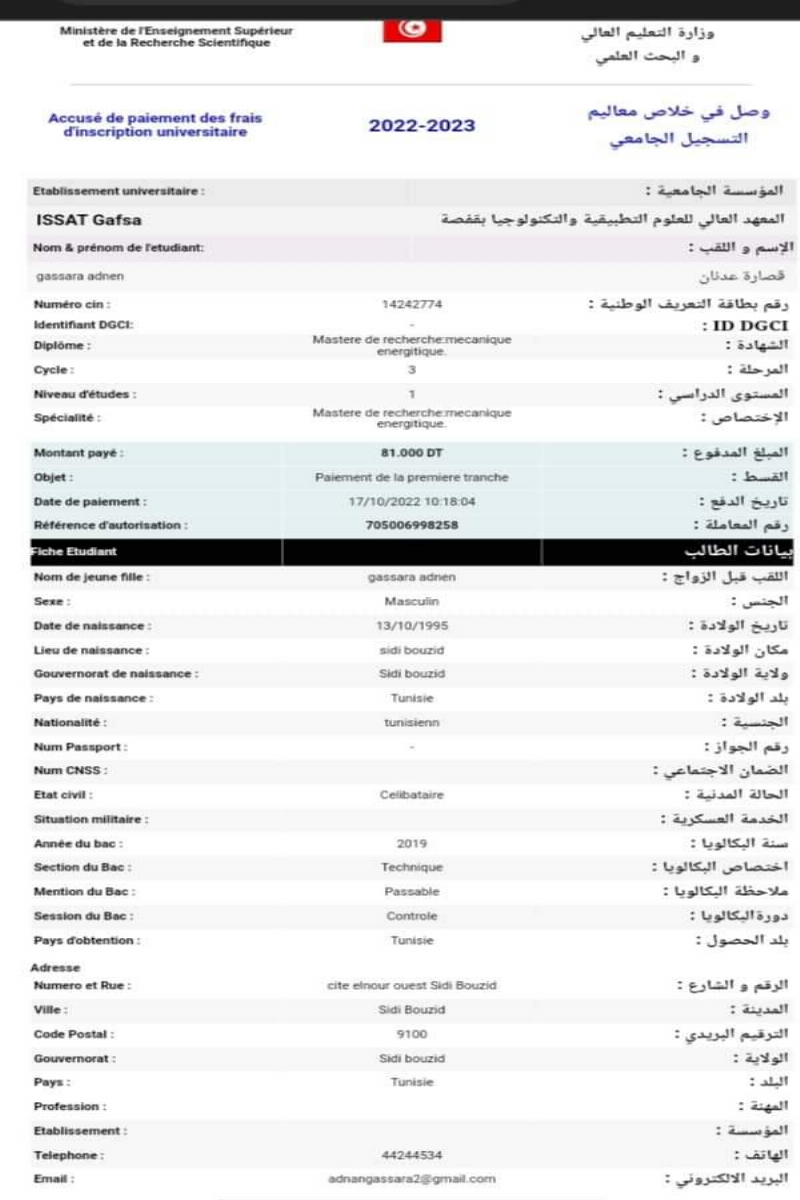 Ministère de l'Enseignement Supérieur
et de la Recherche Scientifique
وزارة التعليم العالي
و البحث العلمي
Accusé de paiement des frais
d'inscription universitaire
2022-2023
وصل في خلاص معاليم
التسجيل الجامعي
Etablissement universitaire : المؤسسة الجامعية :
ISSAT Gafsa المعهد العالي للعلوم التطبيقية والتكنولوجيا بقفصة
Nom & prénom de l'etudiant: الإسم و اللقب :
gassara adnen قصارة عدنان
Numéro cin : 14242774 رقم بطاقة التعريف الوطنية :
Identifiant DGCI: - ID DGCI :
Diplôme : Mastere de recherche:mecanique energitique. الشهادة :
Cycle : 3 المرحلة :
Niveau d'études : 1 المستوى الدراسي :
Spécialité : Mastere de recherche:mecanique energitique. الإختصاص :
Montant payé : 81.000 DT المبلغ المدفوع :
Objet : Paiement de la premiere tranche القسط :
Date de paiement : 17/10/2022 10:18:04 تاريخ الدفع :
Référence d'autorisation : 705006998258 رقم المعاملة :
Fiche Etudiant بيانات الطالب
Nom de jeune fille : gassara adnen اللقب قبل الزواج :
Sexe : Masculin الجنس :
Date de naissance : 13/10/1995 تاريخ الولادة :
Lieu de naissance : sidi bouzid مكان الولادة :
Gouvernorat de naissance : Sidi bouzid ولاية الولادة :
Pays de naissance : Tunisie بلد الولادة :
Nationalité : tunisienn الجنسية :
Num Passport : - رقم الجواز :
Num CNSS : الضمان الاجتماعي :
Etat civil : Celibataire الحالة المدنية :
Situation militaire : الخدمة العسكرية :
Année du bac : 2019 سنة البكالويا :
Section du Bac : Technique اختصاص البكالويا :
Mention du Bac : Passable ملاحظة البكالويا :
Session du Bac : Controle دورةالبكالويا :
Pays d'obtention : Tunisie بلد الحصول :
Adresse
Numero et Rue : cite elnour ouest Sidi Bouzid الرقم و الشارع :
Ville : Sidi Bouzid المدينة :
Code Postal : 9100 الترقيم البريدي :
Gouvernorat : Sidi bouzid الولاية :
Pays : Tunisie البلد :
Profession : المهنة :
Etablissement : المؤسسة :
Telephone : 44244534 الهاتف :
Email : adnangassara2@gmail.com البريد الالكتروني :